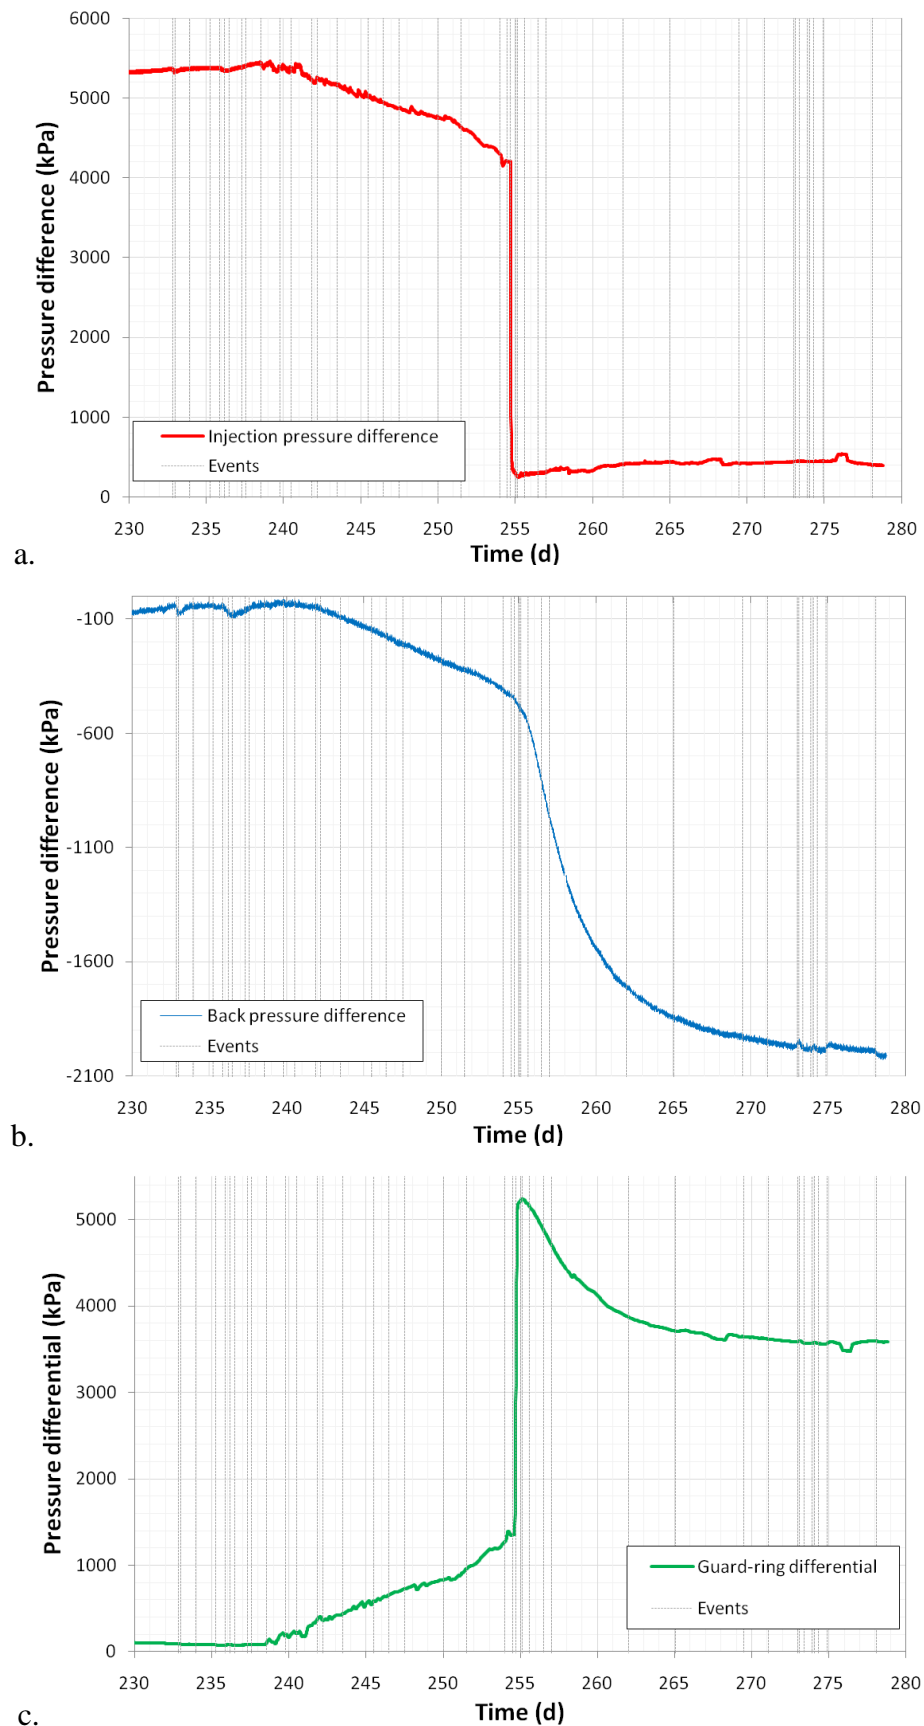 6000
5000
4000
3000
2000
1000
0
Pressure difference (kPa)
Injection pressure difference
Events
230 235 240 245 250 255 260 265 270 275 280
Time (d)
a.
-100
-600
-1100
-1600
-2100
Pressure difference (kPa)
Back pressure difference
Events
230 235 240 245 250 255 260 265 270 275 280
Time (d)
b.
5000
4000
3000
2000
1000
0
Pressure differential (kPa)
Guard-ring differential
Events
230 235 240 245 250 255 260 265 270 275 280
Time (d)
c.